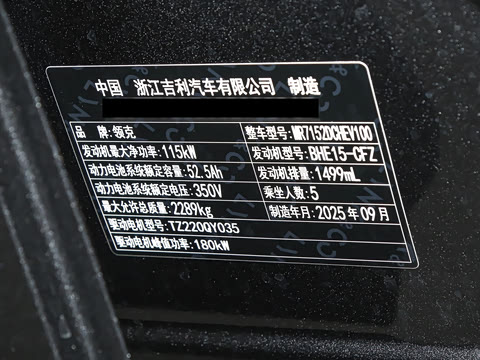 中国 浙江吉利汽车有限公司 制造
品 牌:领克 整车型号:MR7152DCHEV100
发动机最大净功率:115kW 发动机型号:BHE15-CFZ
动力电池系统额定容量:52.5Ah 发动机排量:1499mL
动力电池系统额定电压:350V 乘坐人数:5
最大允许总质量:2289kg 制造年月:2025年09月
驱动电机型号:TZ220QY035
驱动电机峰值功率:180kW